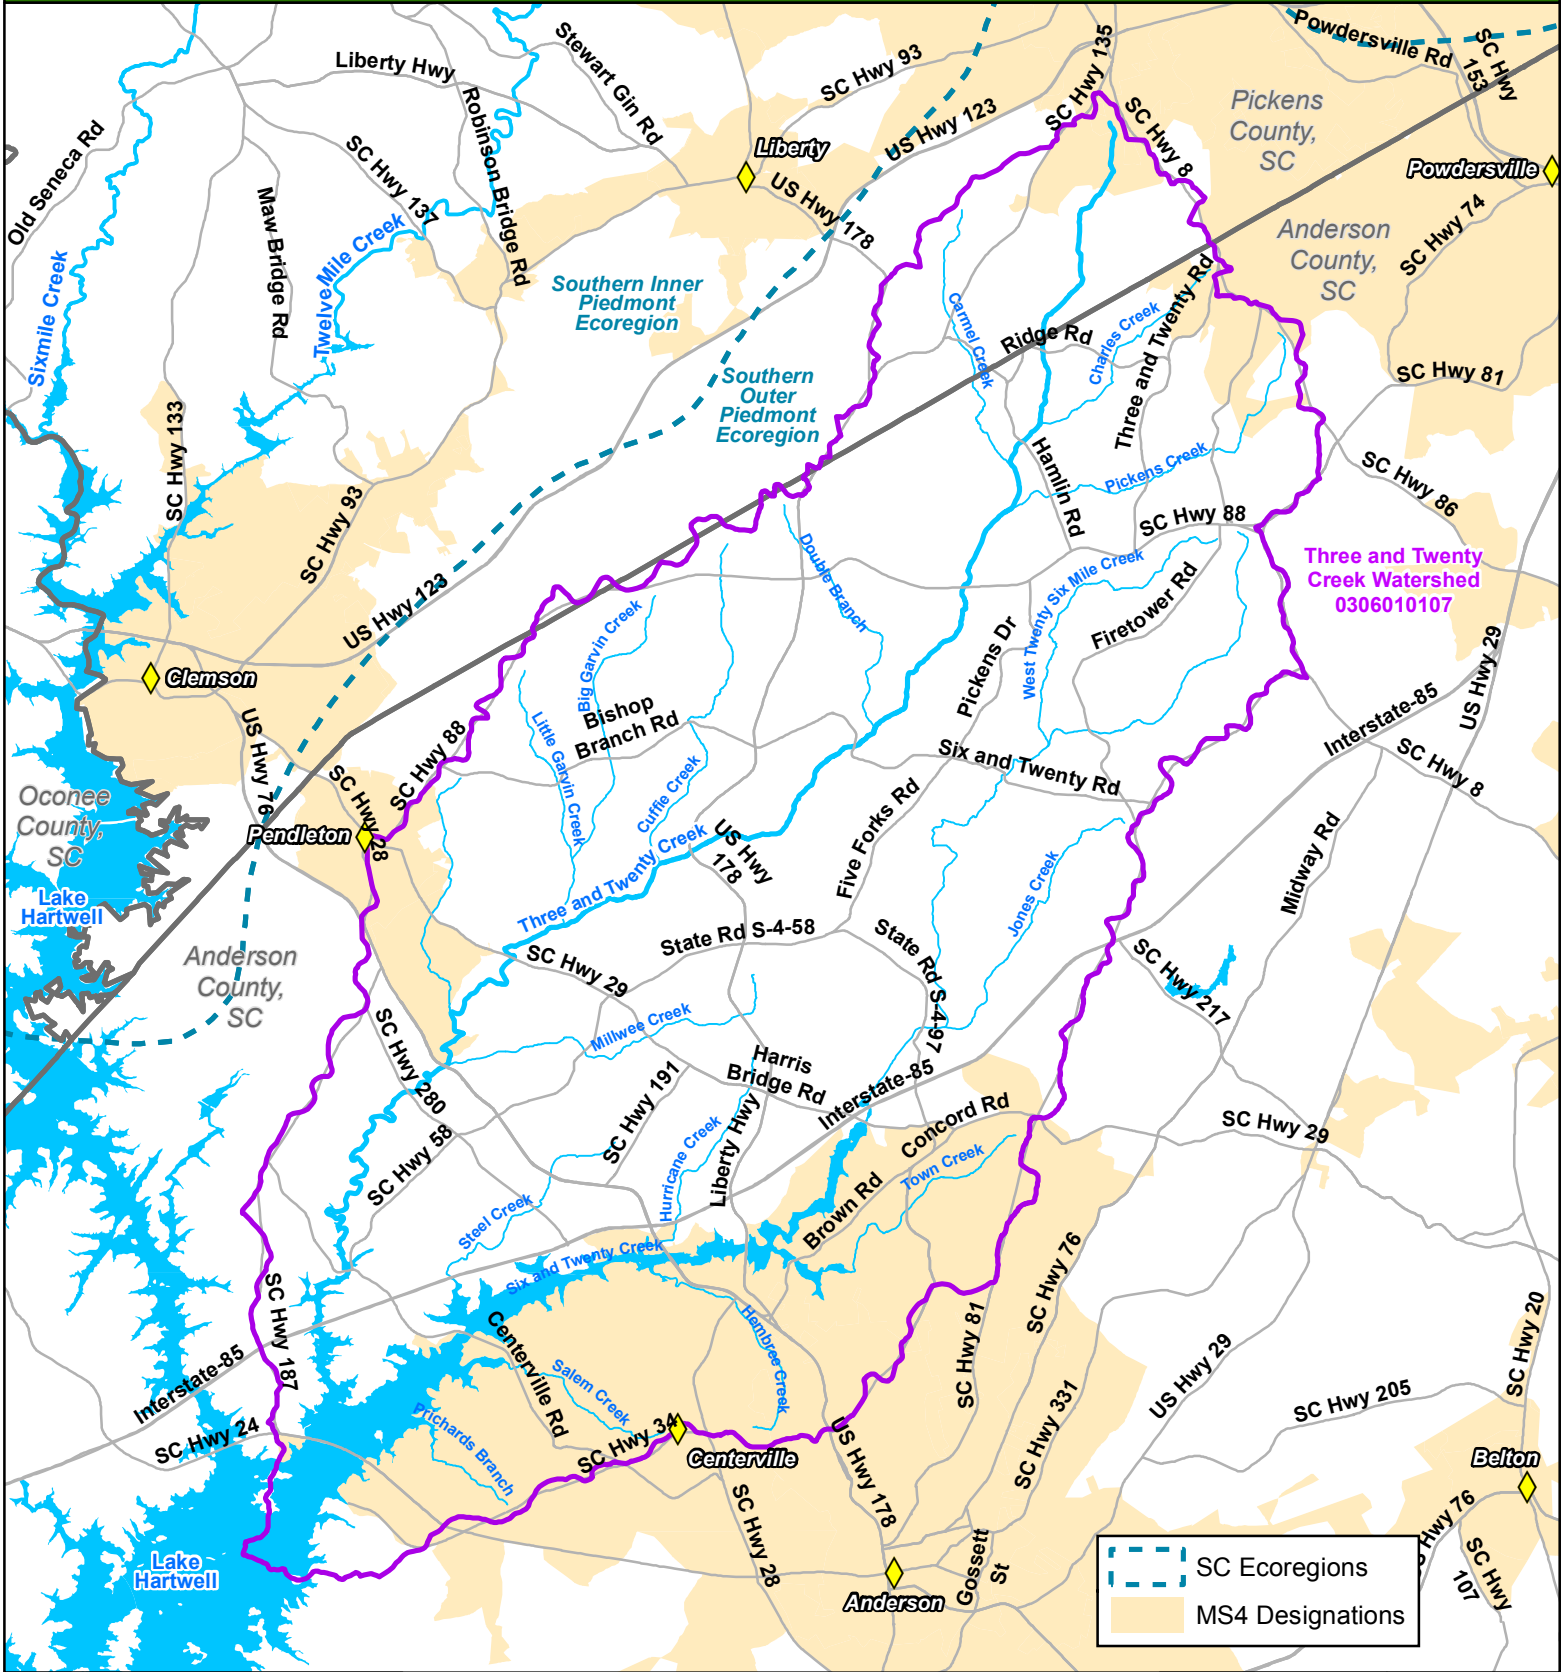 Liberty Hwy
Stewart Gin Rd
SC Hwy 93
SC Hwy 135
Powdersville Rd
SC Hwy
153
Robinson Bridge Rd
US Hwy 123
SC Hwy 8
Pickens
County,
SC
Old Seneca Rd
SC Hwy 137
Liberty
Powdersville
Maw Bridge Rd
US Hwy 178
SC Hwy 74
Sixmile Creek
Twelve Mile Creek
Anderson
County,
SC
Southern Inner
Piedmont
Ecoregion
Carmel Creek
Ridge Rd
Charles Creek
Three and Twenty Rd
Southern
Outer
Piedmont
Ecoregion
SC Hwy 81
SC Hwy 133
SC Hwy 93
Hamlin Rd
Pickens Creek
SC Hwy 86
SC Hwy 88
US Hwy 123
Double Branch
West Twenty Six Mile Creek
Firetower Rd
Three and Twenty
Creek Watershed
0306010107
Big Garvin Creek
Pickens Dr
US Hwy 29
Clemson
US Hwy 76
SC Hwy 88
Little Garvin Creek
Bishop
Branch Rd
Interstate-85
SC Hwy 8
Six and Twenty Rd
Oconee
County,
SC
SC Hwy 28
Pendleton
Cuffie Creek
US Hwy
178
Five Forks Rd
Midway Rd
Jones Creek
Lake
Hartwell
Three and Twenty Creek
State Rd S-4-58
State Rd S-4-97
Anderson
County,
SC
SC Hwy 29
SC Hwy 217
SC Hwy 280
Millwee Creek
Harris
Bridge Rd
SC Hwy 191
Interstate-85
Concord Rd
SC Hwy 29
SC Hwy 58
Hurricane Creek
Liberty Hwy
Town Creek
Steel Creek
Brown Rd
Six and Twenty Creek
SC Hwy 76
SC Hwy 187
Centerville Rd
Hembree Creek
SC Hwy 81
SC Hwy 20
Interstate-85
Salem Creek
US Hwy 29
SC Hwy 205
SC Hwy 24
Prichards Branch
SC Hwy 34
SC Hwy 331
Centerville
US Hwy 178
Belton
SC Hwy 28
Hwy 76
SC Hwy
107
Gossett
St
Lake
Hartwell
Anderson
SC Ecoregions
MS4 Designations